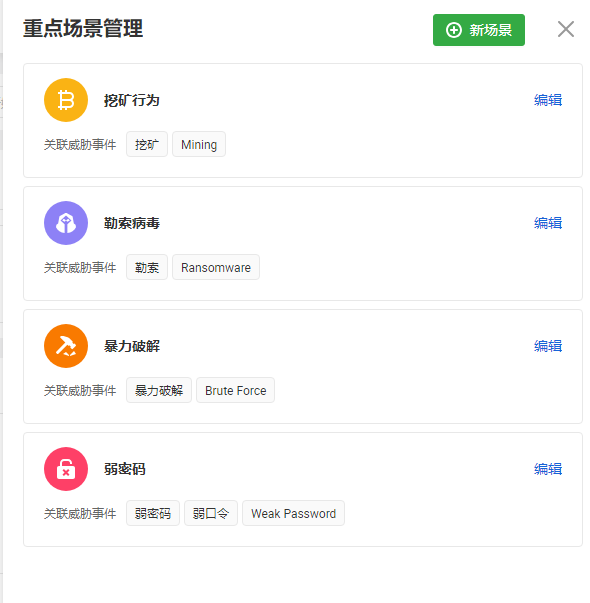 重点场景管理 新场景
挖矿行为 编辑
关联威胁事件 挖矿 Mining
勒索病毒 编辑
关联威胁事件 勒索 Ransomware
暴力破解 编辑
关联威胁事件 暴力破解 Brute Force
弱密码 编辑
关联威胁事件 弱密码 弱口令 Weak Password